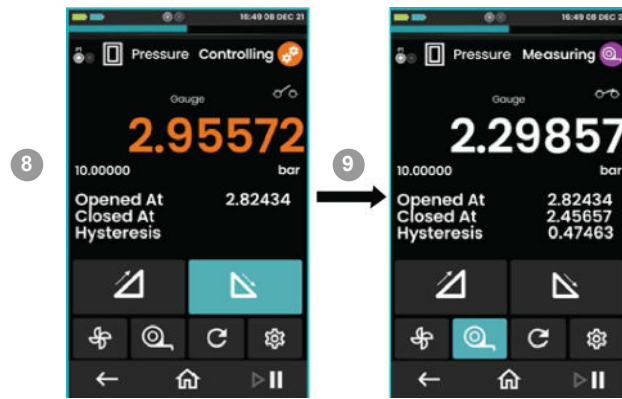 16:49 08 DEC 21
P1
Pressure Controlling
Gauge
2.95572
10.00000 bar
Opened At 2.82434
Closed At
Hysteresis
8
9
16:49 08 DEC 2
P1
Pressure Measuring
Gauge
2.29857
10.00000 bar
Opened At 2.82434
Closed At 2.45657
Hysteresis 0.47463